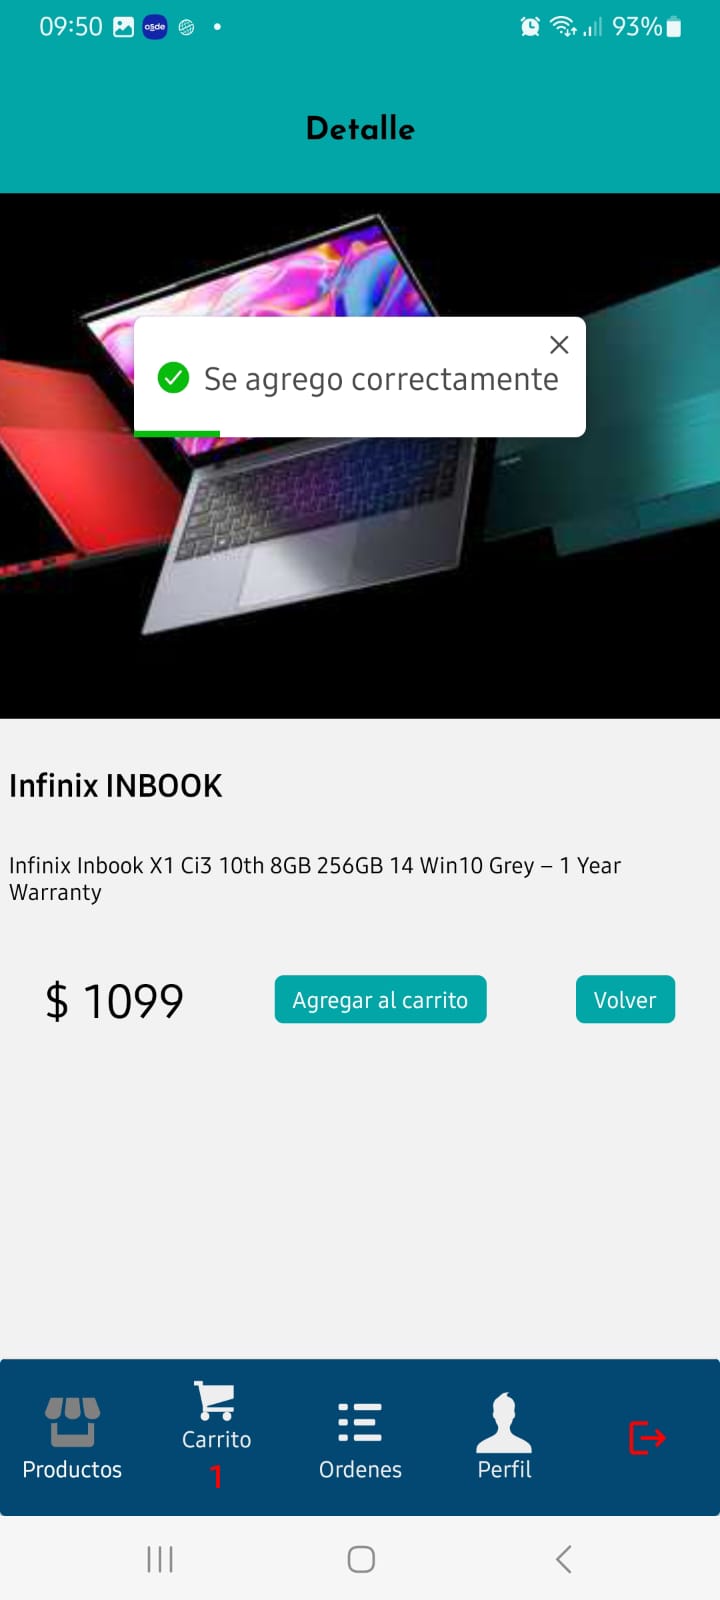 09:50 osde 93%
Detalle
Se agrego correctamente
Infinix INBOOK
Infinix Inbook X1 Ci3 10th 8GB 256GB 14 Win10 Grey – 1 Year
Warranty
$ 1099 Agregar al carrito Volver
Productos Carrito Ordenes Perfil
1